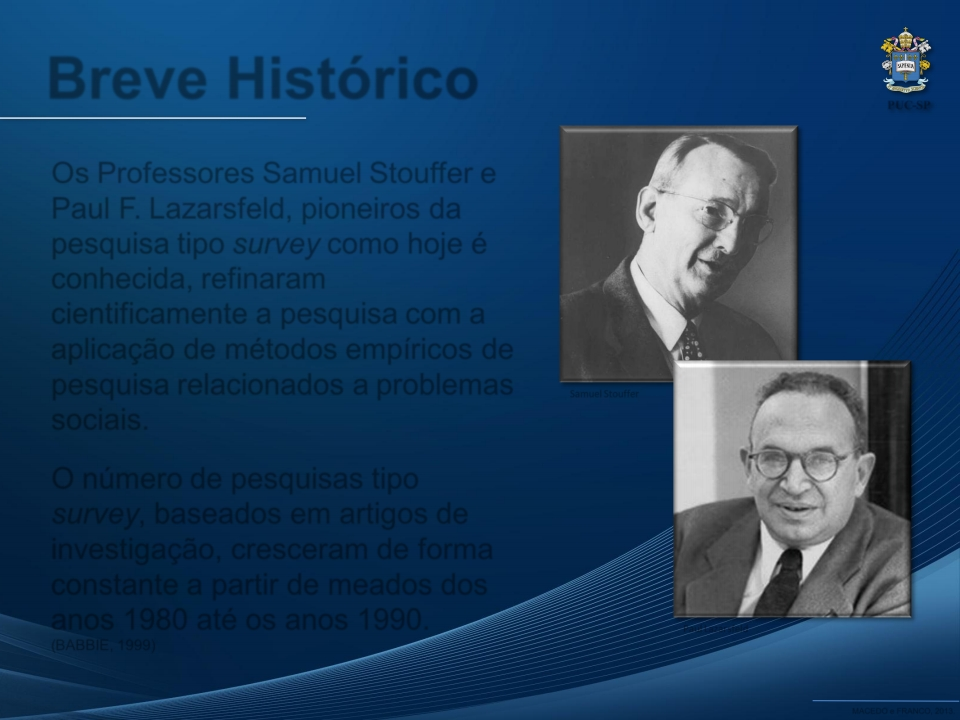 Breve Histórico
SAPIENTIA
PUC-SP
Os Professores Samuel Stouffer e
Paul F. Lazarsfeld, pioneiros da
pesquisa tipo survey como hoje é
conhecida, refinaram
cientificamente a pesquisa com a
aplicação de métodos empíricos de
pesquisa relacionados a problemas
sociais.
Samuel Stouffer
O número de pesquisas tipo
survey, baseados em artigos de
investigação, cresceram de forma
constante a partir de meados dos
anos 1980 até os anos 1990.
(BABBIE, 1999)